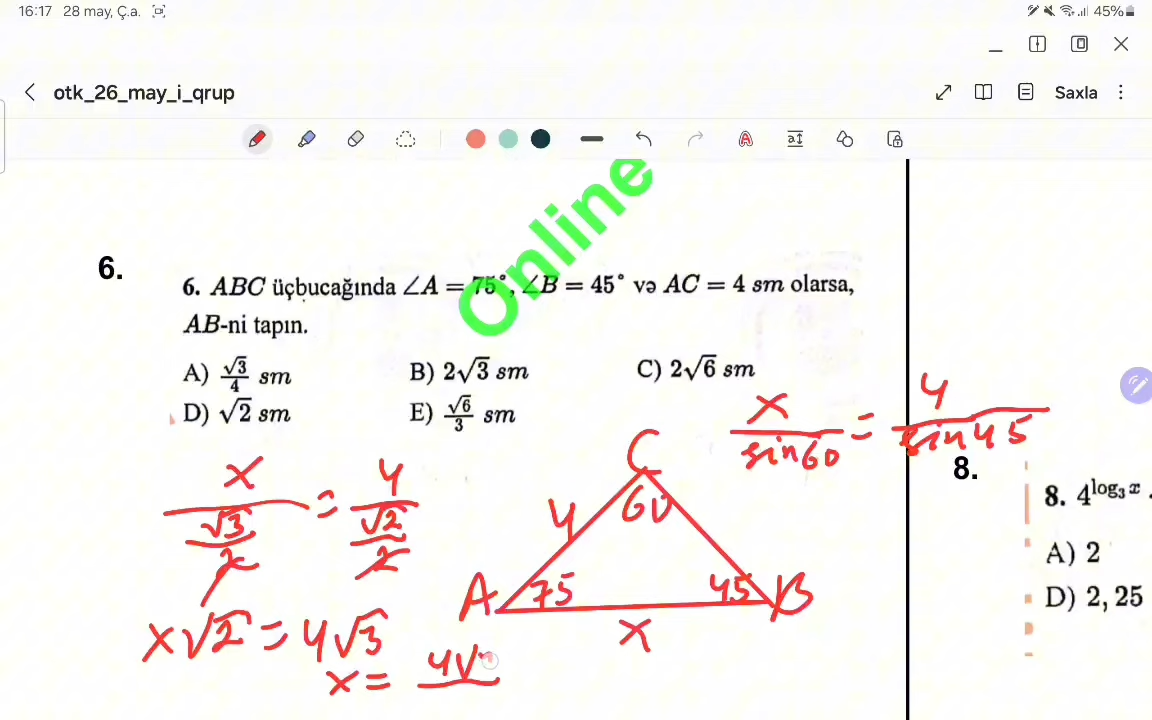 16:17 28 may, Ç.a. 45%
otk_26_may_i_qrup
Saxla
Online
6.
6. ABC üçbucağında ∠A = 75°, ∠B = 45° və AC = 4 sm olarsa,
AB-ni tapın.
A) √3/4 sm B) 2√3 sm C) 2√6 sm
D) √2 sm E) √6/3 sm
x/sin60 = 4/sin45
x/(√3/2) = 4/(√2/2)
C
60
4
A 75 45 B
x
x√2 = 4√3
x = 4√
8.
8. 4^log₃ x
A) 2
D) 2, 25